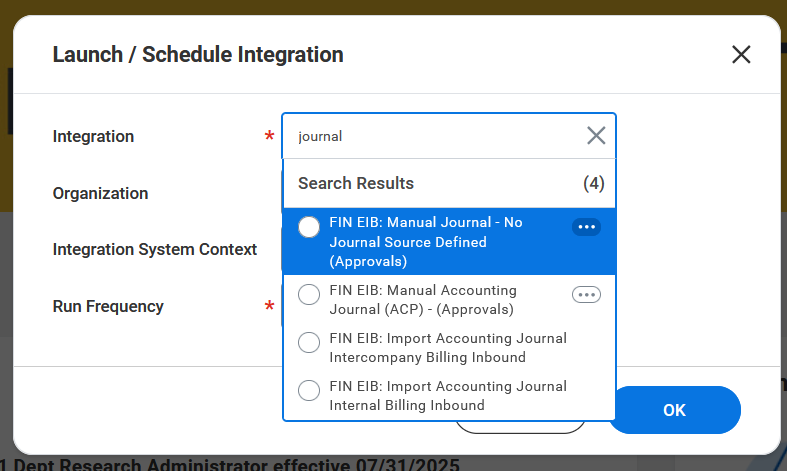 Launch / Schedule Integration
Integration
*
journal
Search Results
(4)
Organization
FIN EIB: Manual Journal - No
Journal Source Defined
(Approvals)
Integration System Context
FIN EIB: Manual Accounting
Journal (ACP) - (Approvals)
Run Frequency
*
FIN EIB: Import Accounting Journal
Intercompany Billing Inbound
FIN EIB: Import Accounting Journal
Internal Billing Inbound
OK
1 Dept Research Administrator effective 07/31/2025